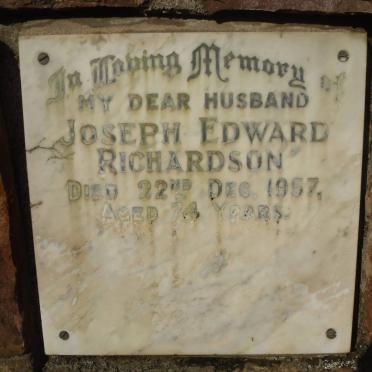 In Loving Memory of
MY DEAR HUSBAND
JOSEPH EDWARD
RICHARDSON
DIED 22ND DEC. 1957,
AGED 74 YEARS.